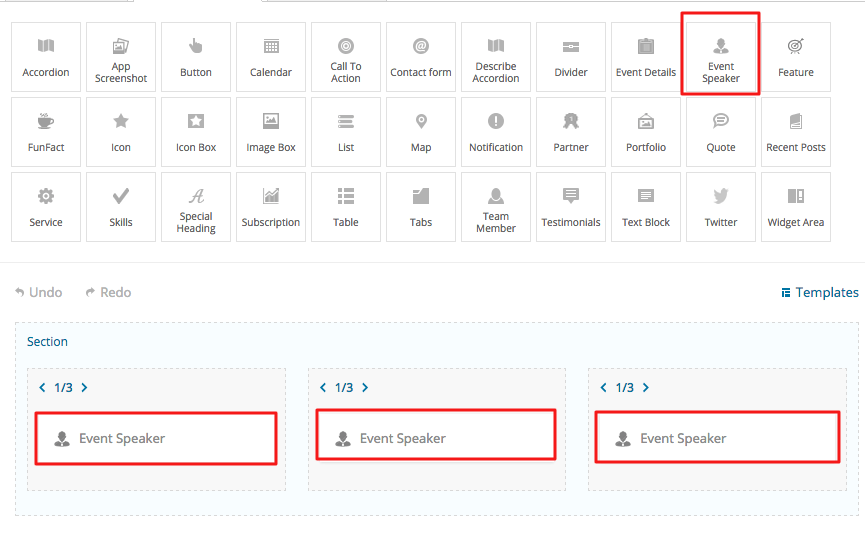 Accordion
App
Screenshot
Button
Calendar
Call To
Action
Contact form
Describe
Accordion
Divider
Event Details
Event
Speaker
Feature
FunFact
Icon
Icon Box
Image Box
List
Map
Notification
Partner
Portfolio
Quote
Recent Posts
Service
Skills
Special
Heading
Subscription
Table
Tabs
Team
Member
Testimonials
Text Block
Twitter
Widget Area
Undo
Redo
Templates
Section
1/3
1/3
1/3
Event Speaker
Event Speaker
Event Speaker